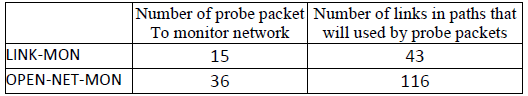 Number of probe packet Number of links in paths that
To monitor network will used by probe packets
LINK-MON 15 43
OPEN-NET-MON 36 116